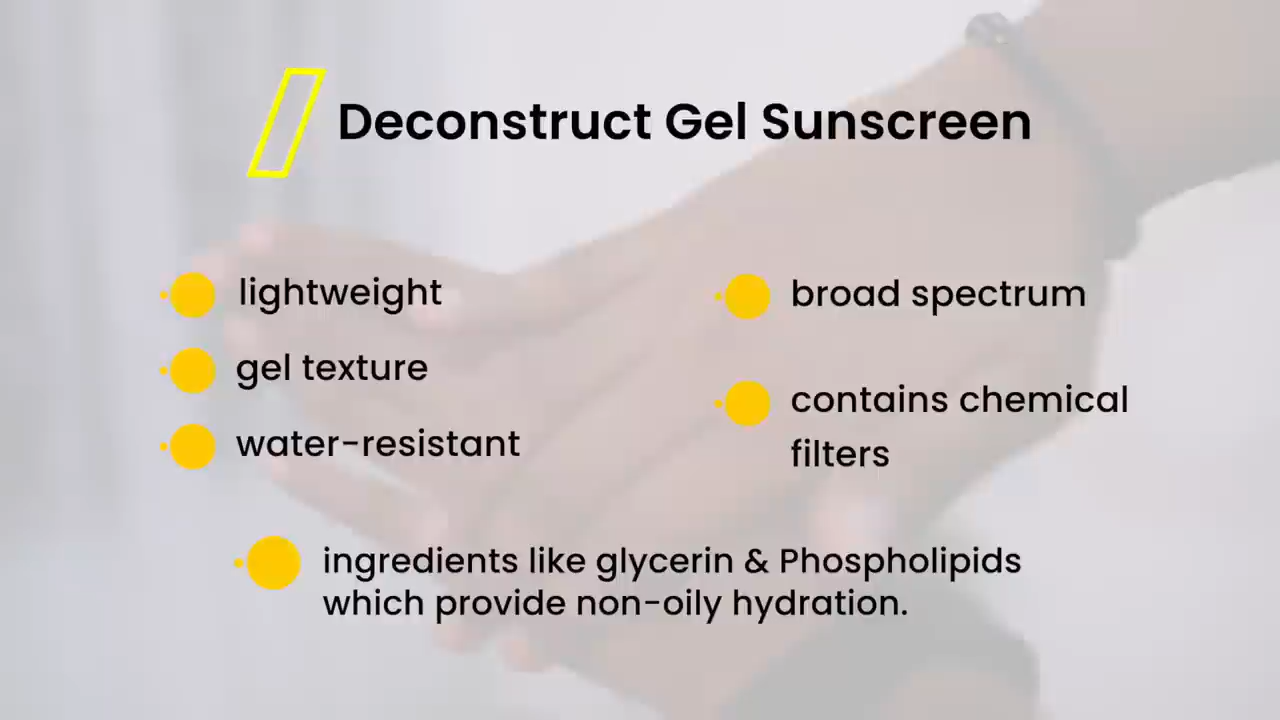 Deconstruct Gel Sunscreen
lightweight
gel texture
water-resistant
broad spectrum
contains chemical
filters
ingredients like glycerin & Phospholipids
which provide non-oily hydration.